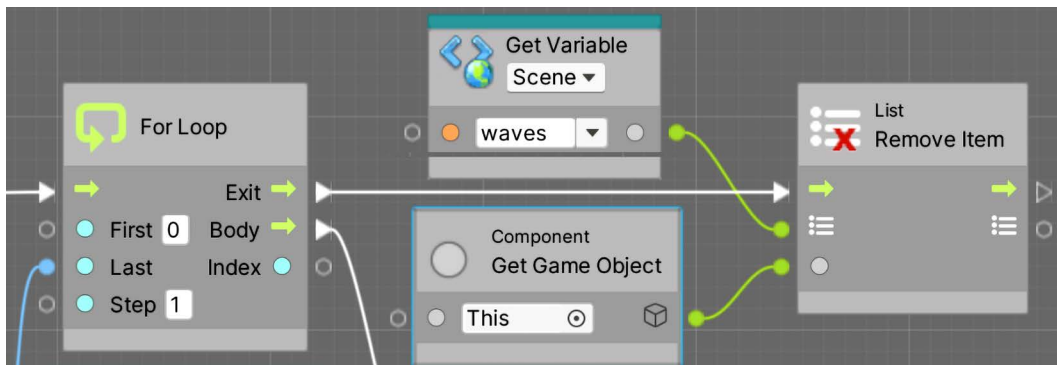 For Loop
Exit
First 0 Body
Last Index
Step 1
Get Variable
Scene
waves
Component
Get Game Object
This
List
Remove Item